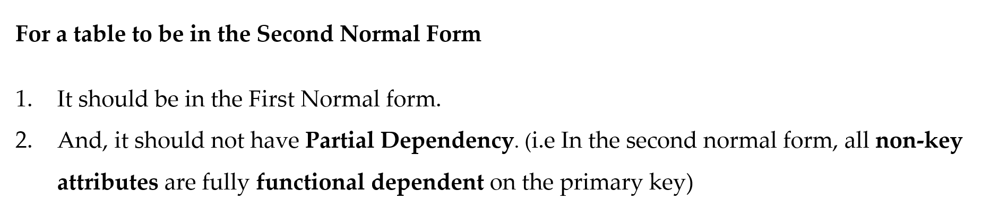 For a table to be in the Second Normal Form
1. It should be in the First Normal form.
2. And, it should not have Partial Dependency. (i.e In the second normal form, all non-key
attributes are fully functional dependent on the primary key)